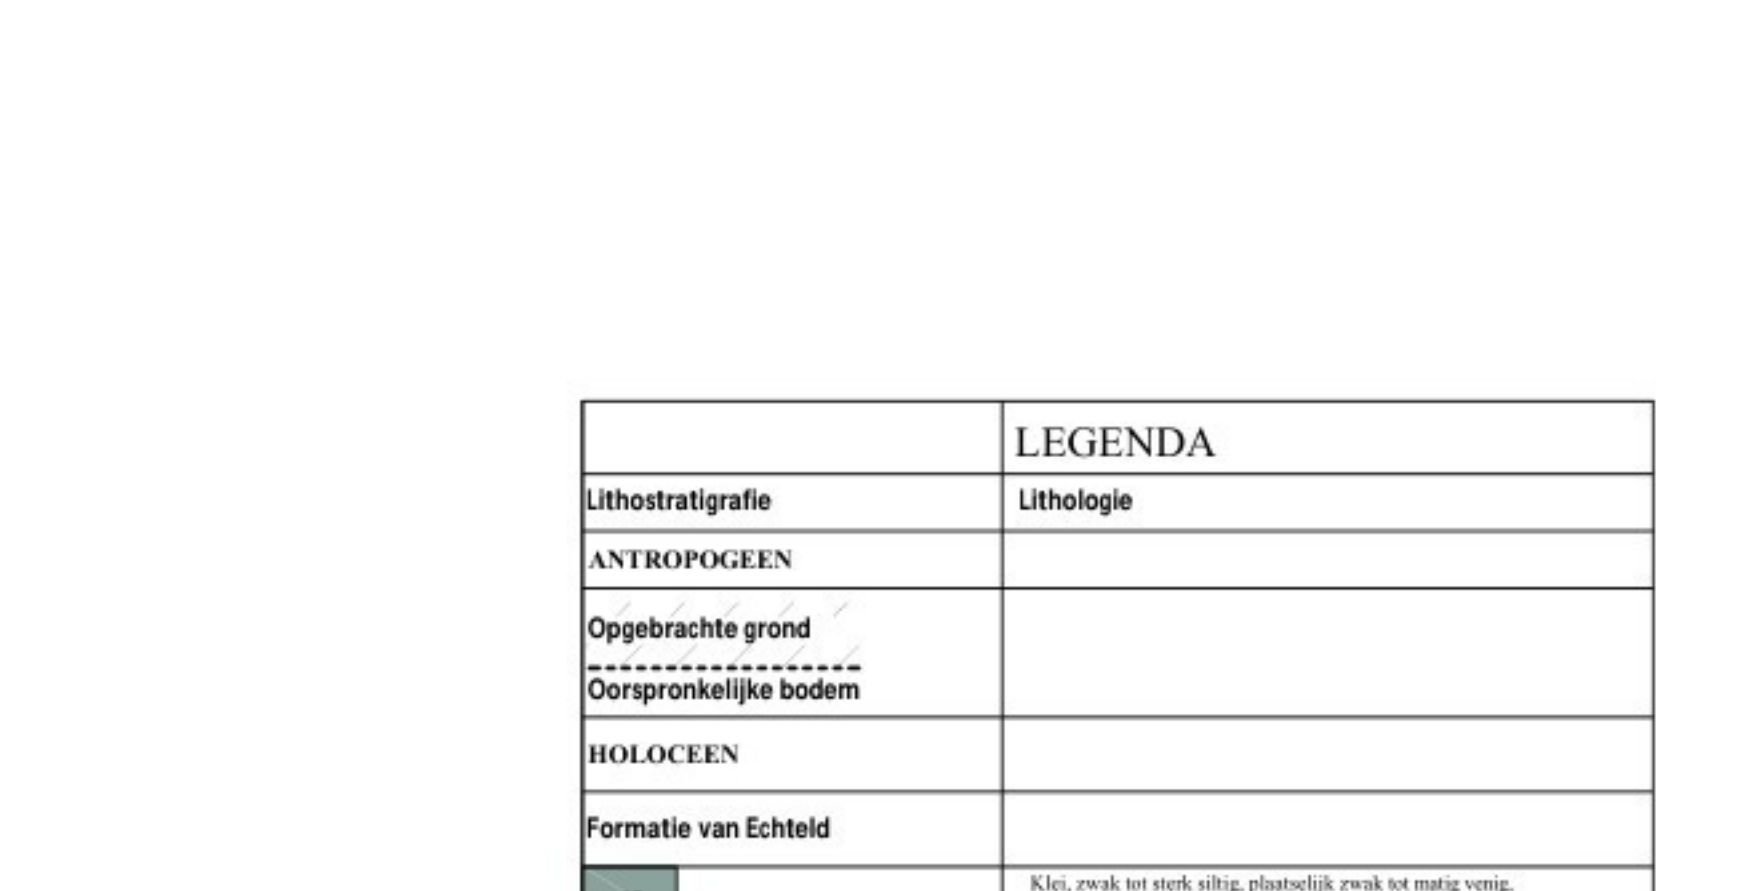 LEGENDA
Lithostratigrafie
Lithologie
ANTROPOGEEN
Opgebrachte grond
Oorspronkelijke bodem
HOLOCEEN
Formatie van Echteld
Klei, zwak tot sterk siltig, plaatselijk zwak tot matig venig,